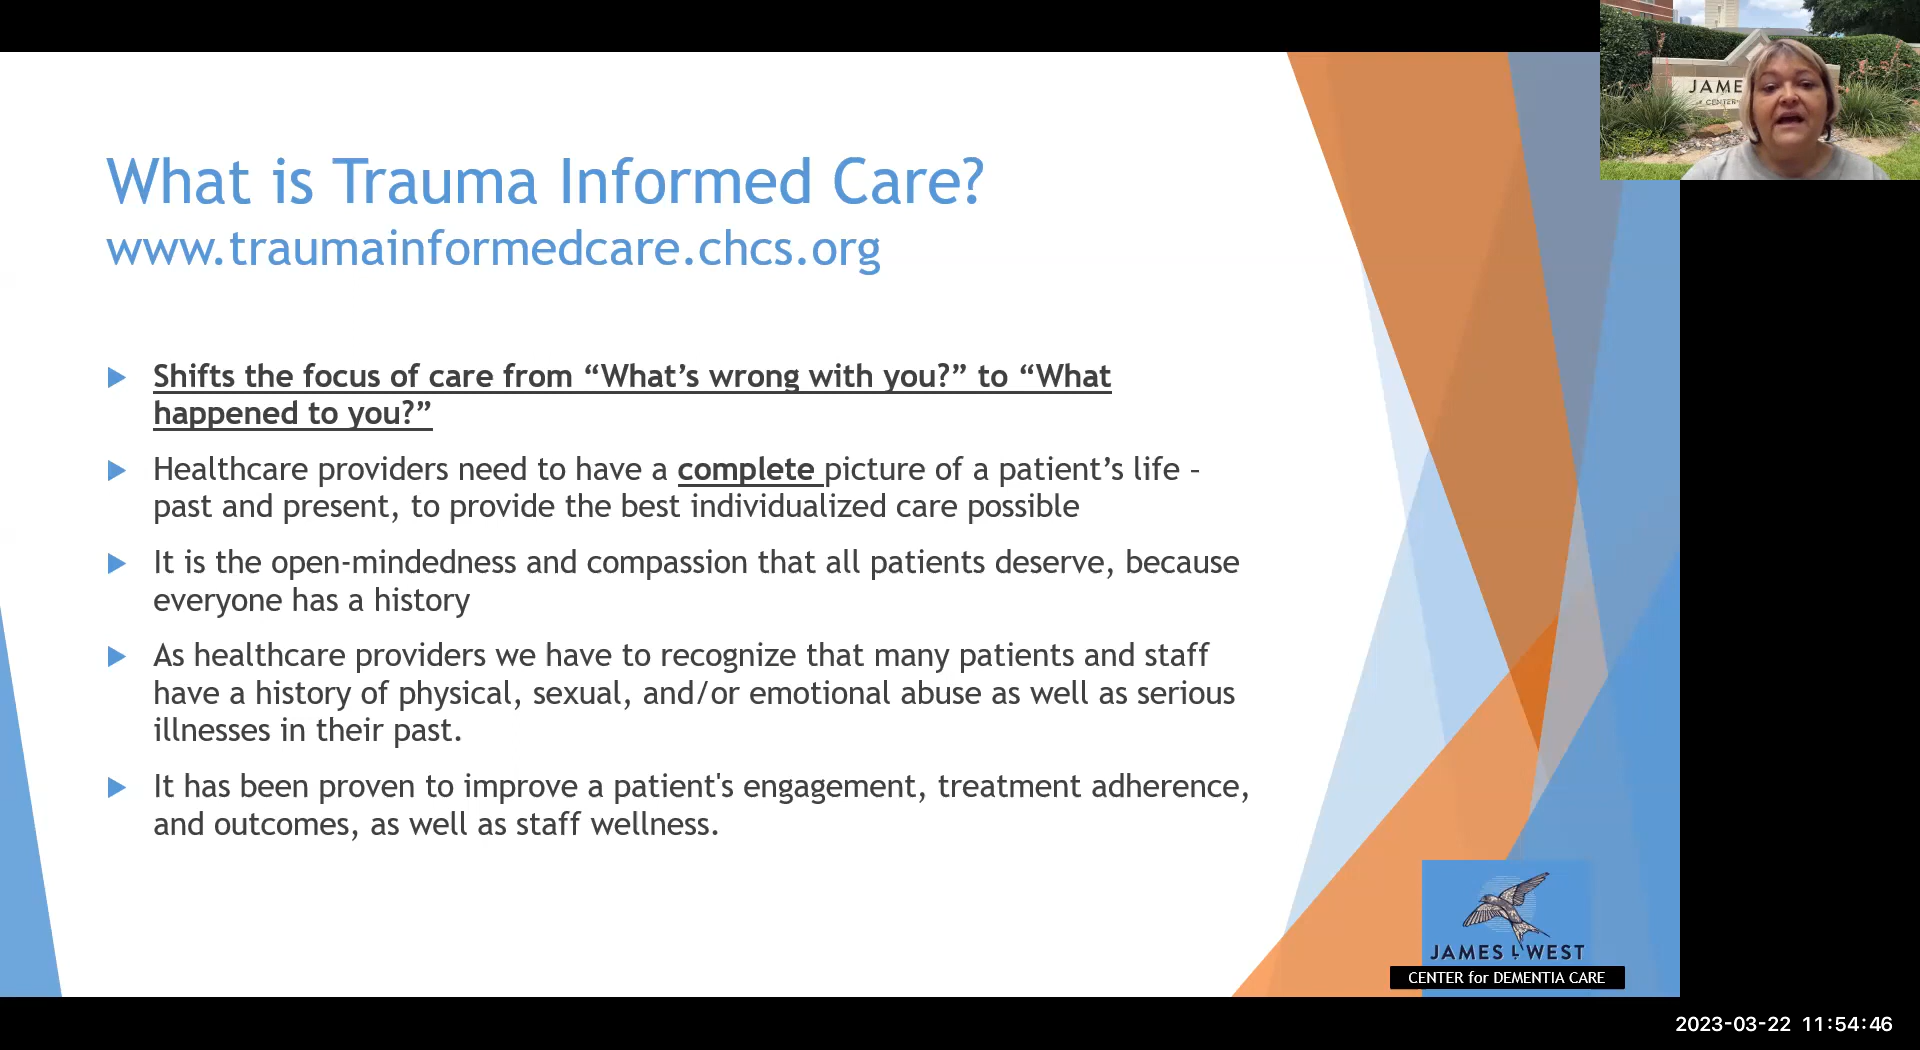 What is Trauma Informed Care?
www.traumainformedcare.chcs.org
Shifts the focus of care from “What’s wrong with you?” to “What
happened to you?”
Healthcare providers need to have a complete picture of a patient’s life –
past and present, to provide the best individualized care possible
It is the open-mindedness and compassion that all patients deserve, because
everyone has a history
As healthcare providers we have to recognize that many patients and staff
have a history of physical, sexual, and/or emotional abuse as well as serious
illnesses in their past.
It has been proven to improve a patient's engagement, treatment adherence,
and outcomes, as well as staff wellness.
JAME
CENTER
JAMES L WEST
CENTER for DEMENTIA CARE
2023-03-22 11:54:46